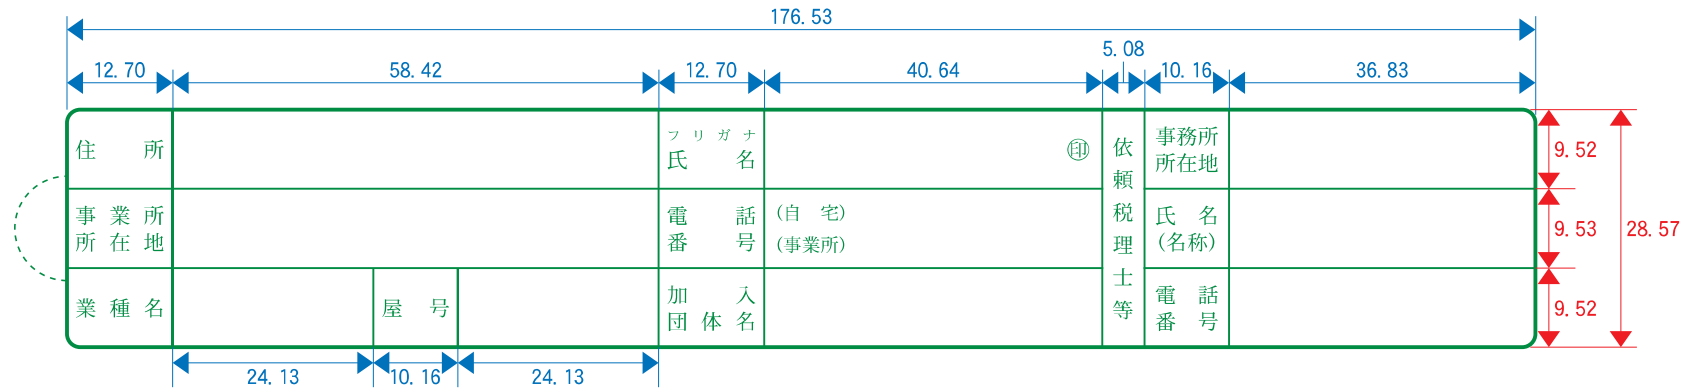 176.53
5.08
12.70 58.42 12.70 40.64 10.16 36.83
住所
フリガナ
氏名
㊞
依頼税理士等
事務所
所在地
9.52
事業所
所在地
電話
番号
(自宅)
(事業所)
氏名
(名称)
9.53
28.57
業種名
屋号
加入
団体名
電話
番号
9.52
24.13 10.16 24.13